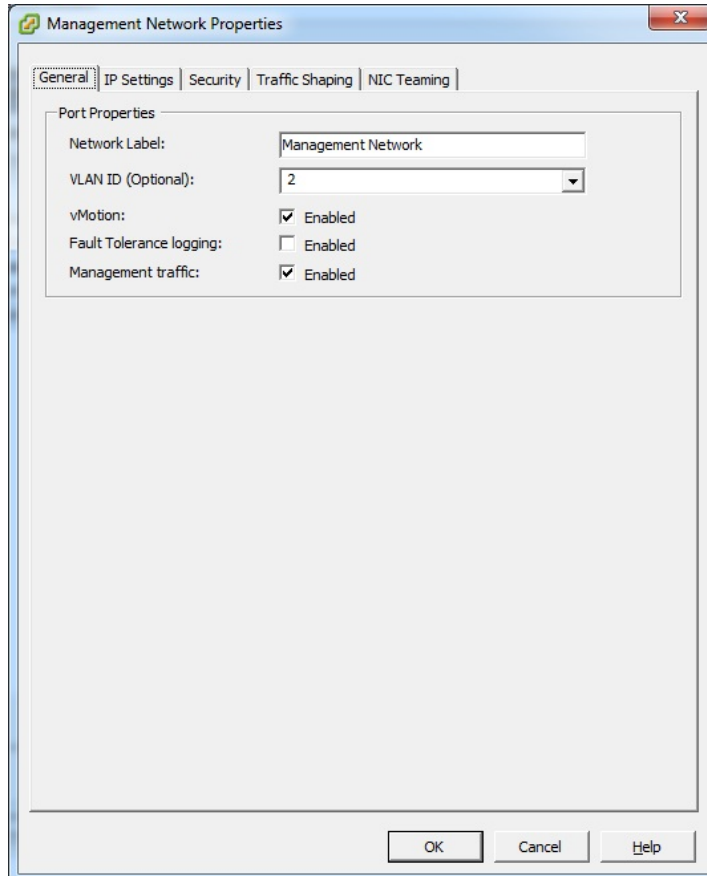 Management Network Properties
General IP Settings Security Traffic Shaping NIC Teaming
Port Properties
Network Label: Management Network
VLAN ID (Optional): 2
vMotion: Enabled
Fault Tolerance logging: Enabled
Management traffic: Enabled
OK Cancel Help